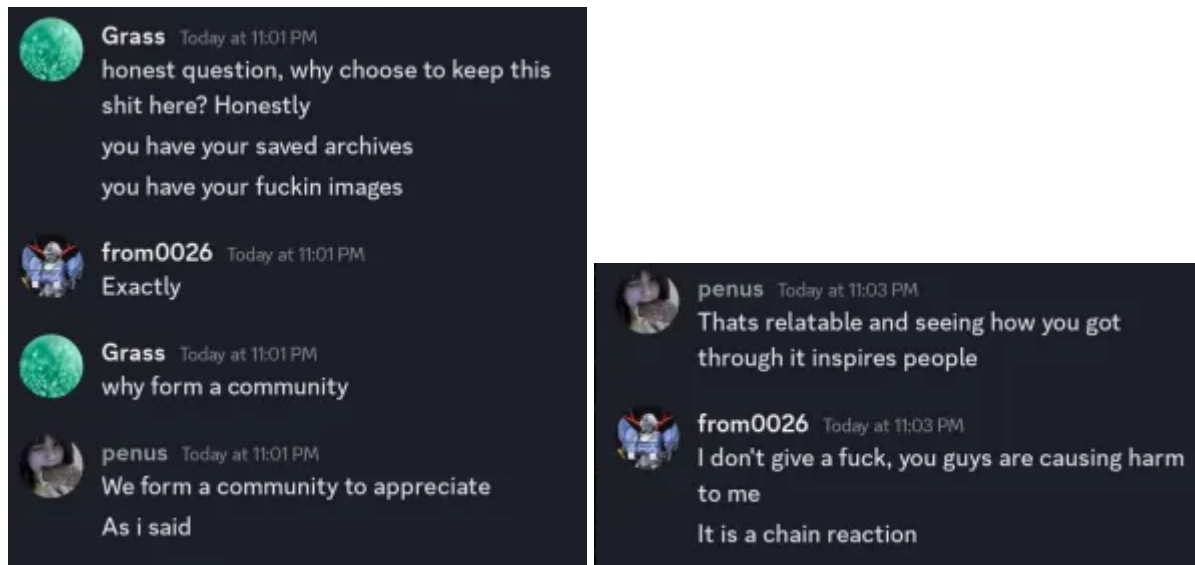 Grass Today at 11:01 PM
honest question, why choose to keep this
shit here? Honestly
you have your saved archives
you have your fuckin images
from0026 Today at 11:01 PM
Exactly
Grass Today at 11:01 PM
why form a community
penus Today at 11:01 PM
We form a community to appreciate
As i said
penus Today at 11:03 PM
Thats relatable and seeing how you got
through it inspires people
from0026 Today at 11:03 PM
I don't give a fuck, you guys are causing harm
to me
It is a chain reaction